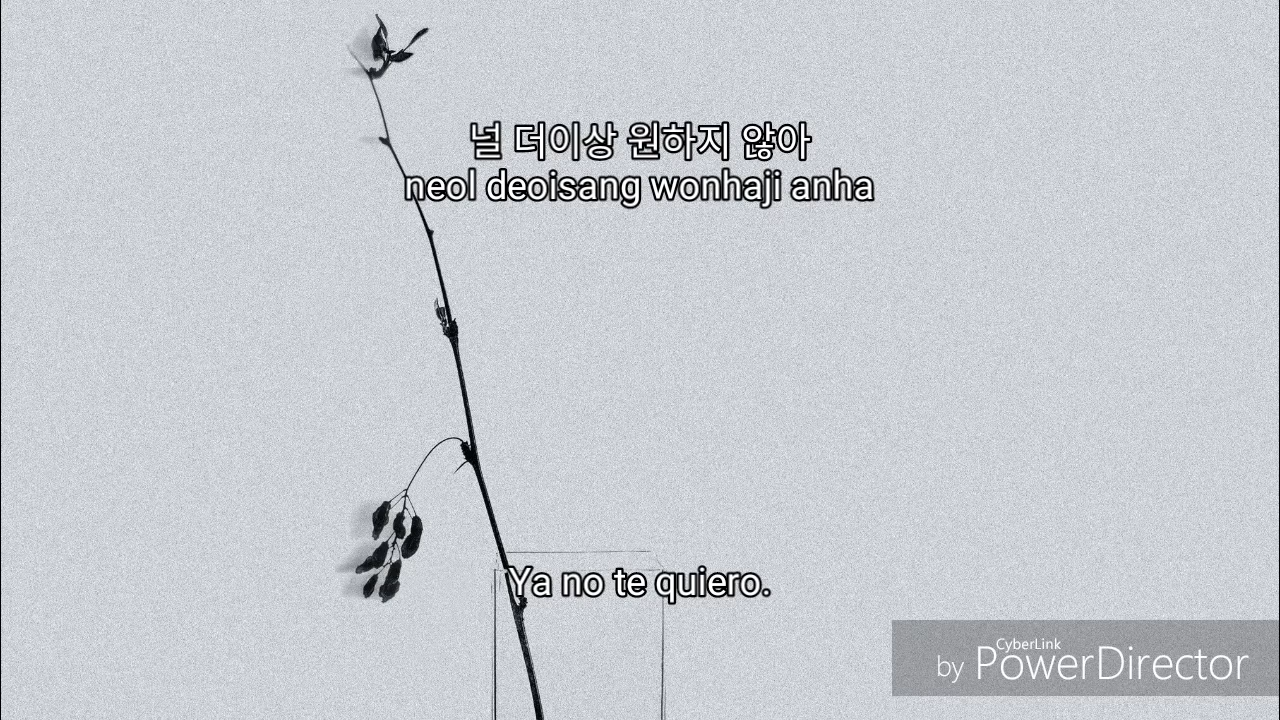 널 더이상 원하지 않아
neol deoisang wonhaji anha
Ya no te quiero.
CyberLink
by PowerDirector